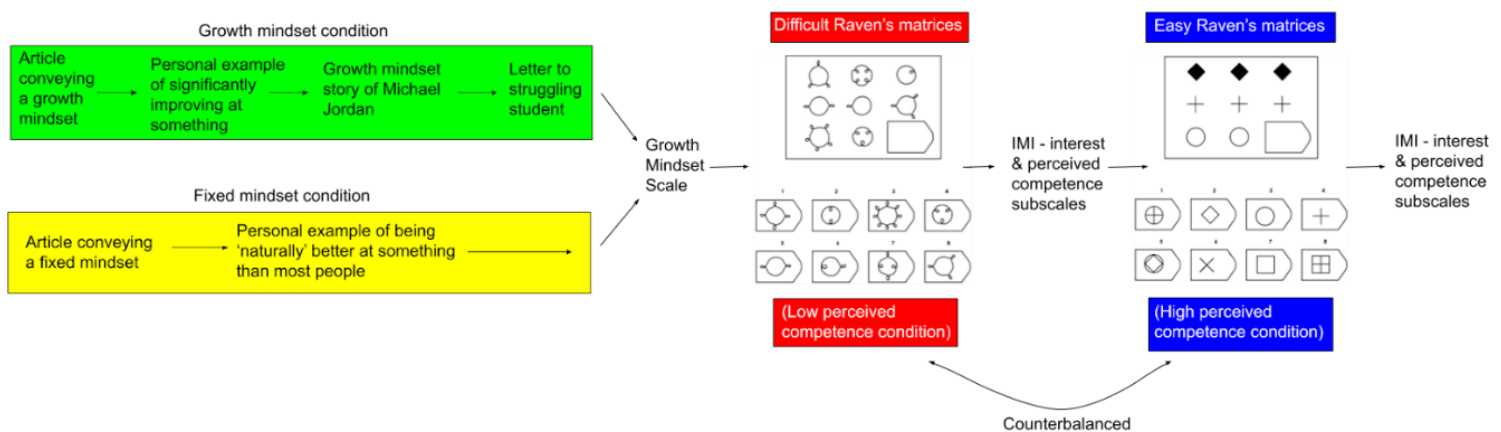 Growth mindset condition
Article
conveying
a growth
mindset
Personal example
of significantly
improving at
something
Growth mindset
story of Michael
Jordan
Letter to
struggling
student
Fixed mindset condition
Article conveying
a fixed mindset
Personal example of being
‘naturally’ better at something
than most people
Growth
Mindset
Scale
Difficult Raven’s matrices
1 2 3 4
5 6 7 8
(Low perceived
competence condition)
IMI - interest
& perceived
competence
subscales
Easy Raven’s matrices
1 2 3 4
5 6 7 8
(High perceived
competence condition)
IMI - interest
& perceived
competence
subscales
Counterbalanced